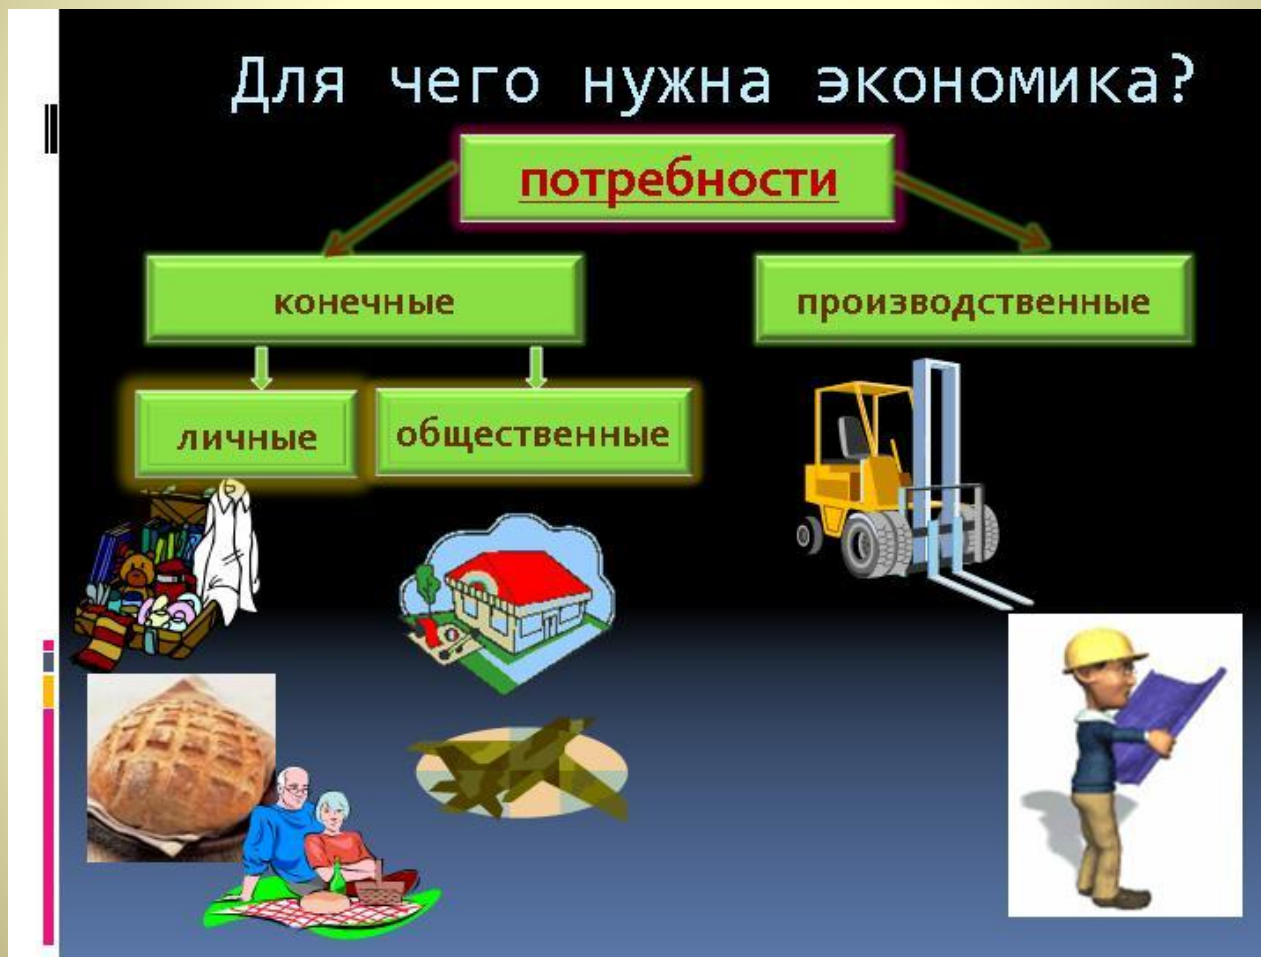 Для чего нужна экономика?
потребности
конечные
производственные
личные
общественные